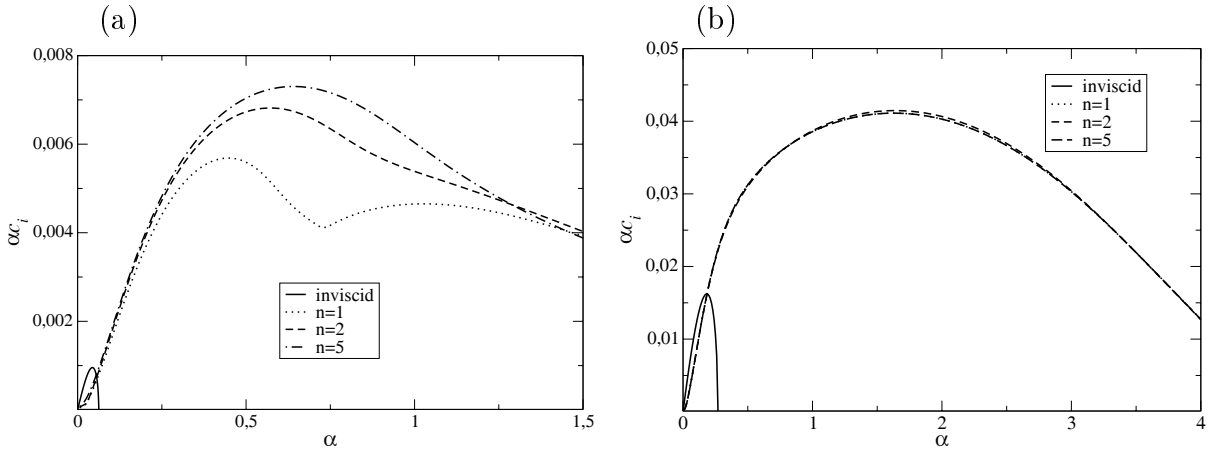 (a)
0,008
0,006
0,004
0,002
0
αc_i
0
0,5
1
1,5
α
inviscid
n=1
n=2
n=5
(b)
0,05
0,04
0,03
0,02
0,01
0
αc_i
0
1
2
3
4
α
inviscid
n=1
n=2
n=5